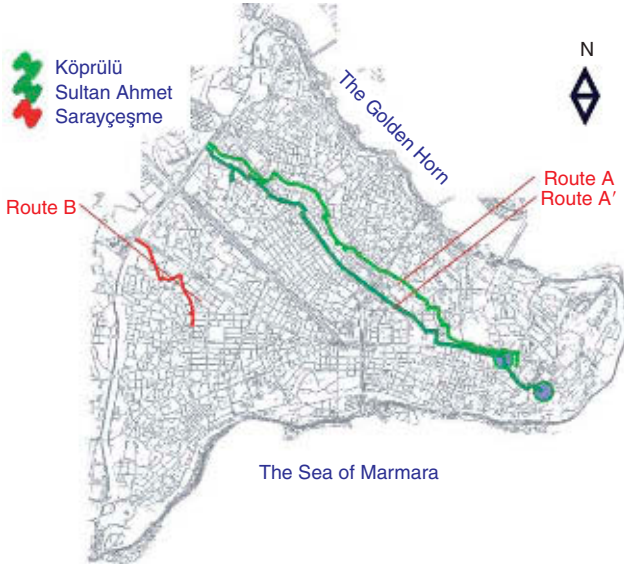 Köprülü
Sultan Ahmet
Sarayçeşme
N
The Golden Horn
Route A
Route A′
Route B
The Sea of Marmara